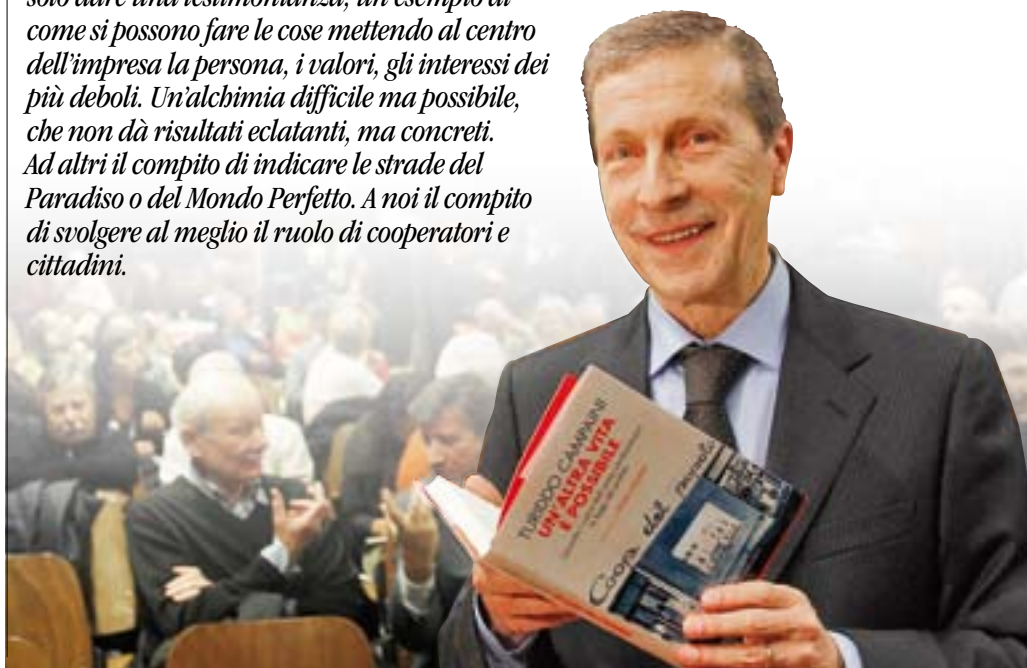 solo dare una testimonianza, un esempio di
come si possono fare le cose mettendo al centro
dell'impresa la persona, i valori, gli interessi dei
più deboli. Un'alchimia difficile ma possibile,
che non dà risultati eclatanti, ma concreti.
Ad altri il compito di indicare le strade del
Paradiso o del Mondo Perfetto. A noi il compito
di svolgere al meglio il ruolo di cooperatori e
cittadini.
TURIDDO CAMPAINI
UN'ALTRA VITA
È POSSIBILE
Coop del